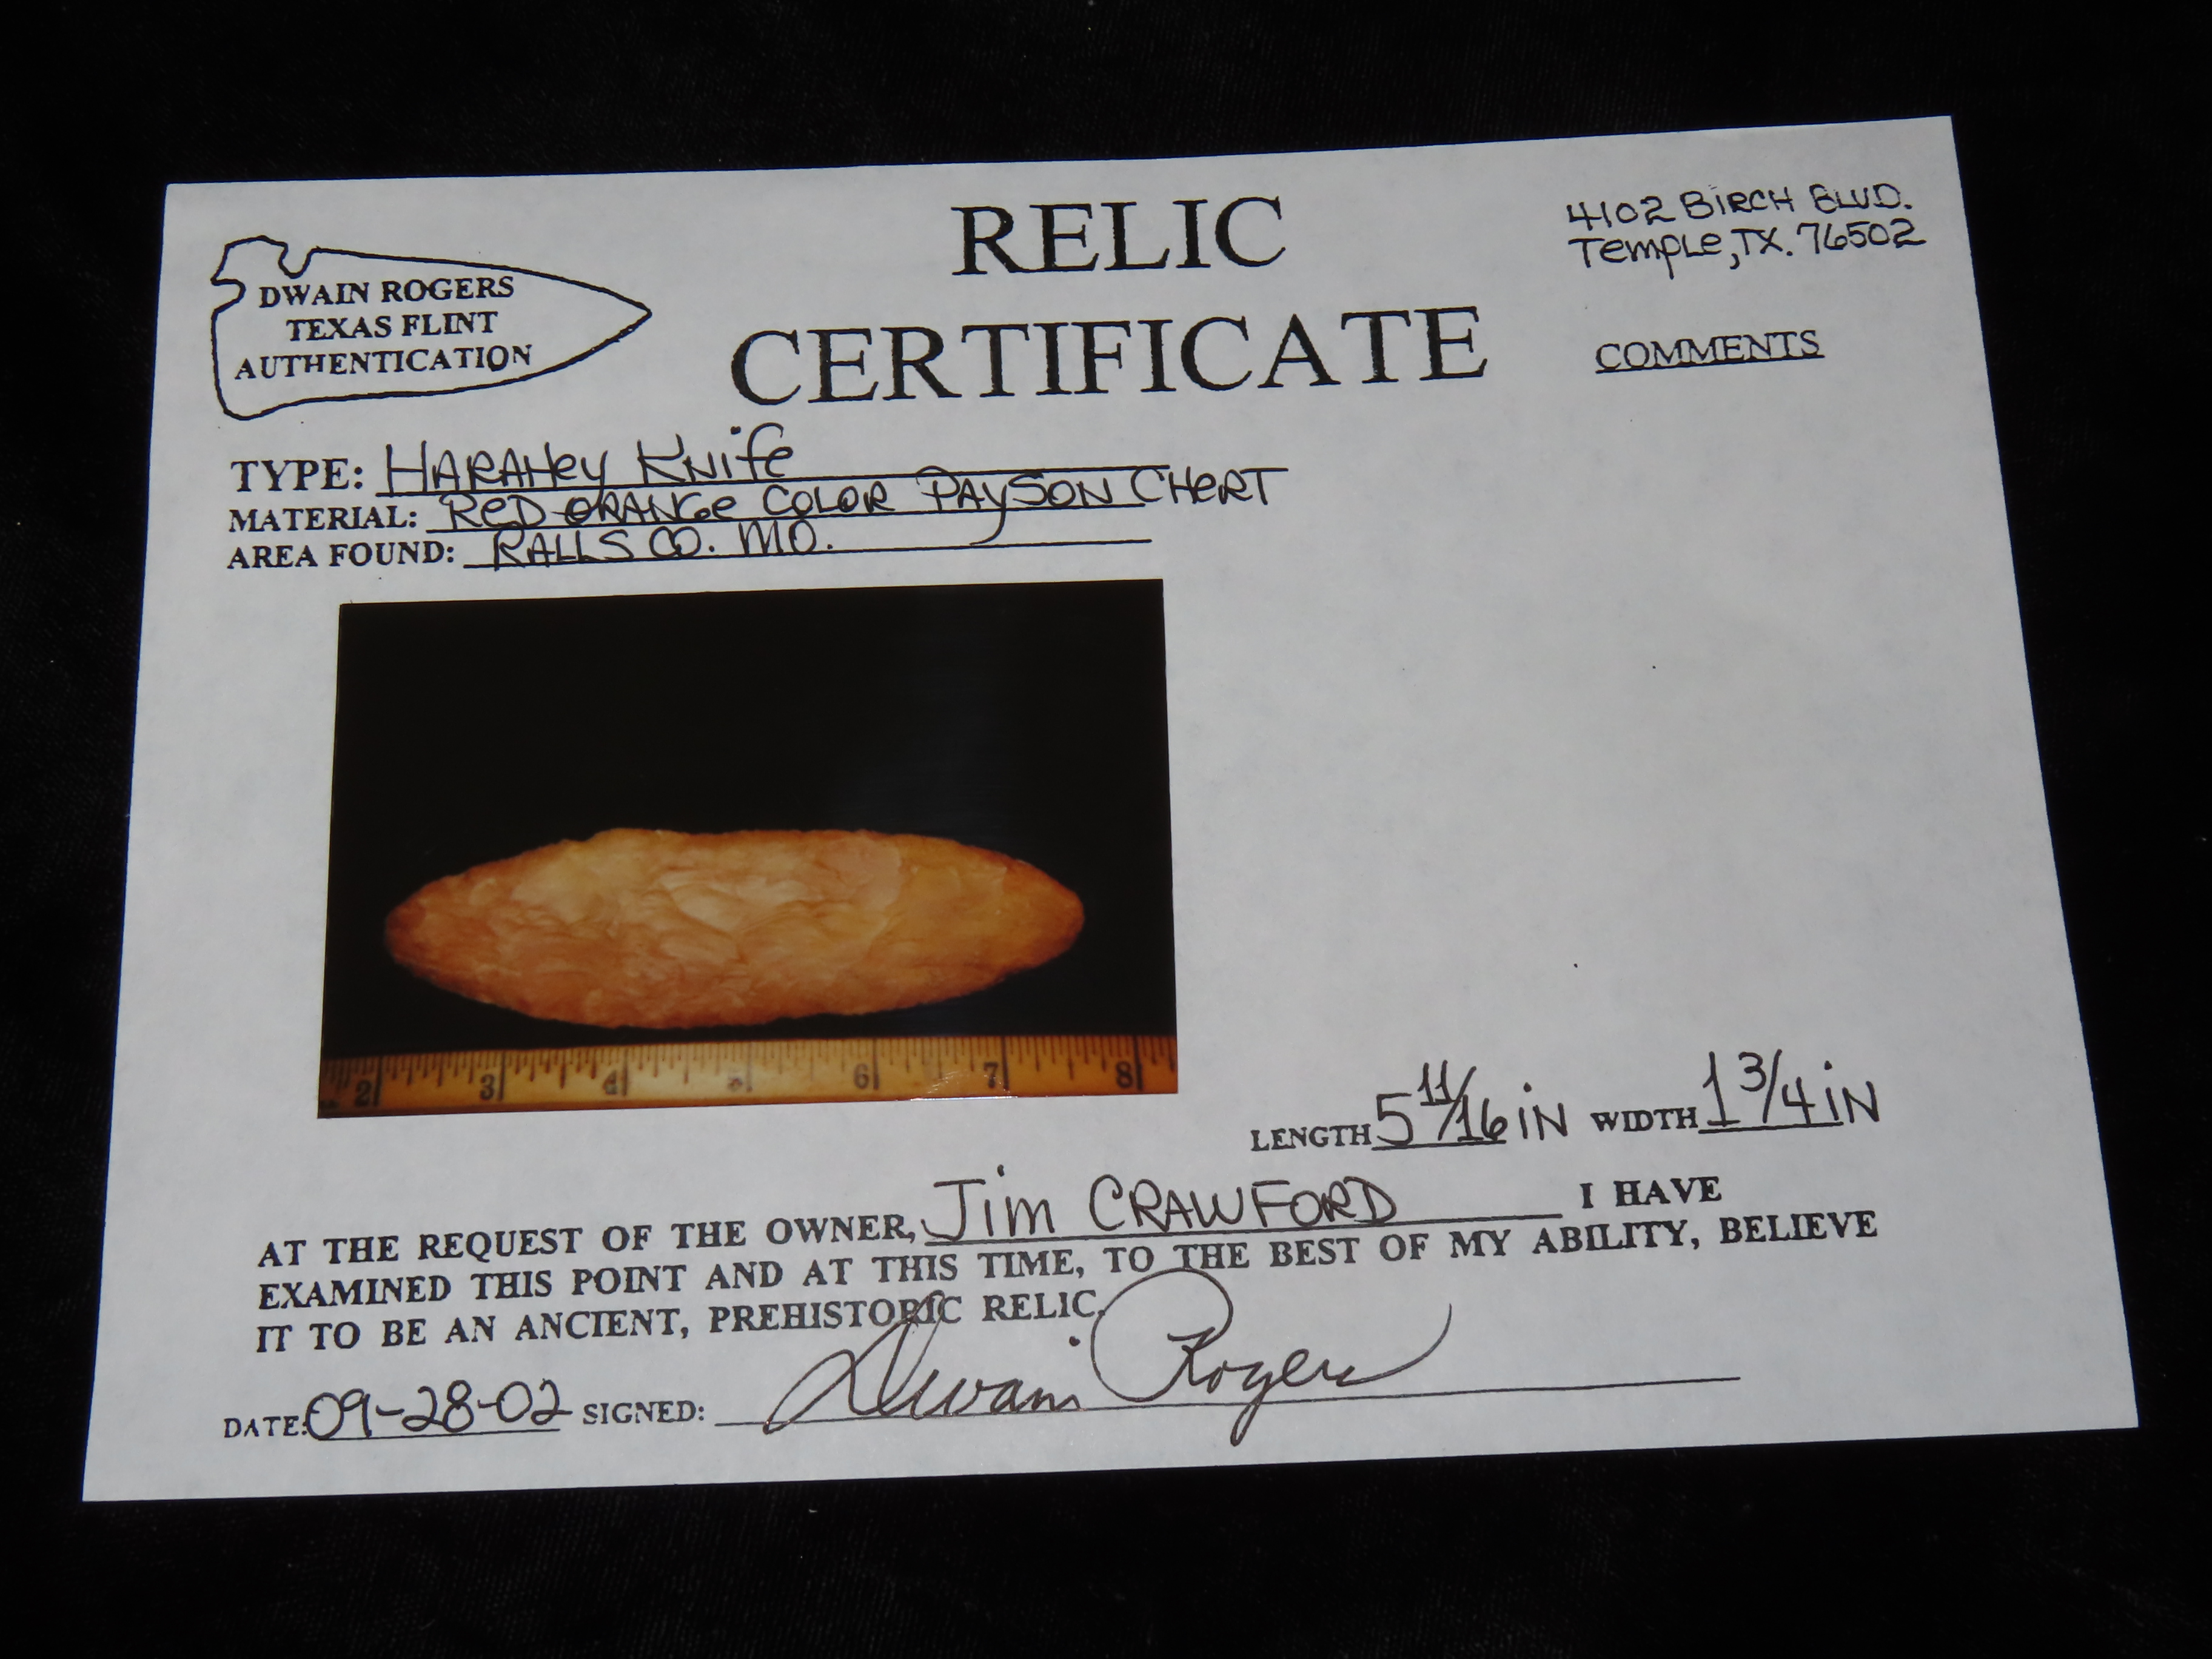 RELIC
CERTIFICATE
4102 BIRCH BLVD.
Temple, TX. 76502
COMMENTS
DWAIN ROGERS
TEXAS FLINT
AUTHENTICATION
TYPE: HARAHey KNife
MATERIAL: ReD ORANGe COLOR PAYSON CHeRT
AREA FOUND: RALLS CO. MO.
2 3 4 5 6 7 8
LENGTH 5 11/16 iN WIDTH 1 3/4 iN
AT THE REQUEST OF THE OWNER, Jim CRAWFORD I HAVE
EXAMINED THIS POINT AND AT THIS TIME, TO THE BEST OF MY ABILITY, BELIEVE
IT TO BE AN ANCIENT, PREHISTORIC RELIC.
DATE: 09-28-02 SIGNED: Dwain Rogers